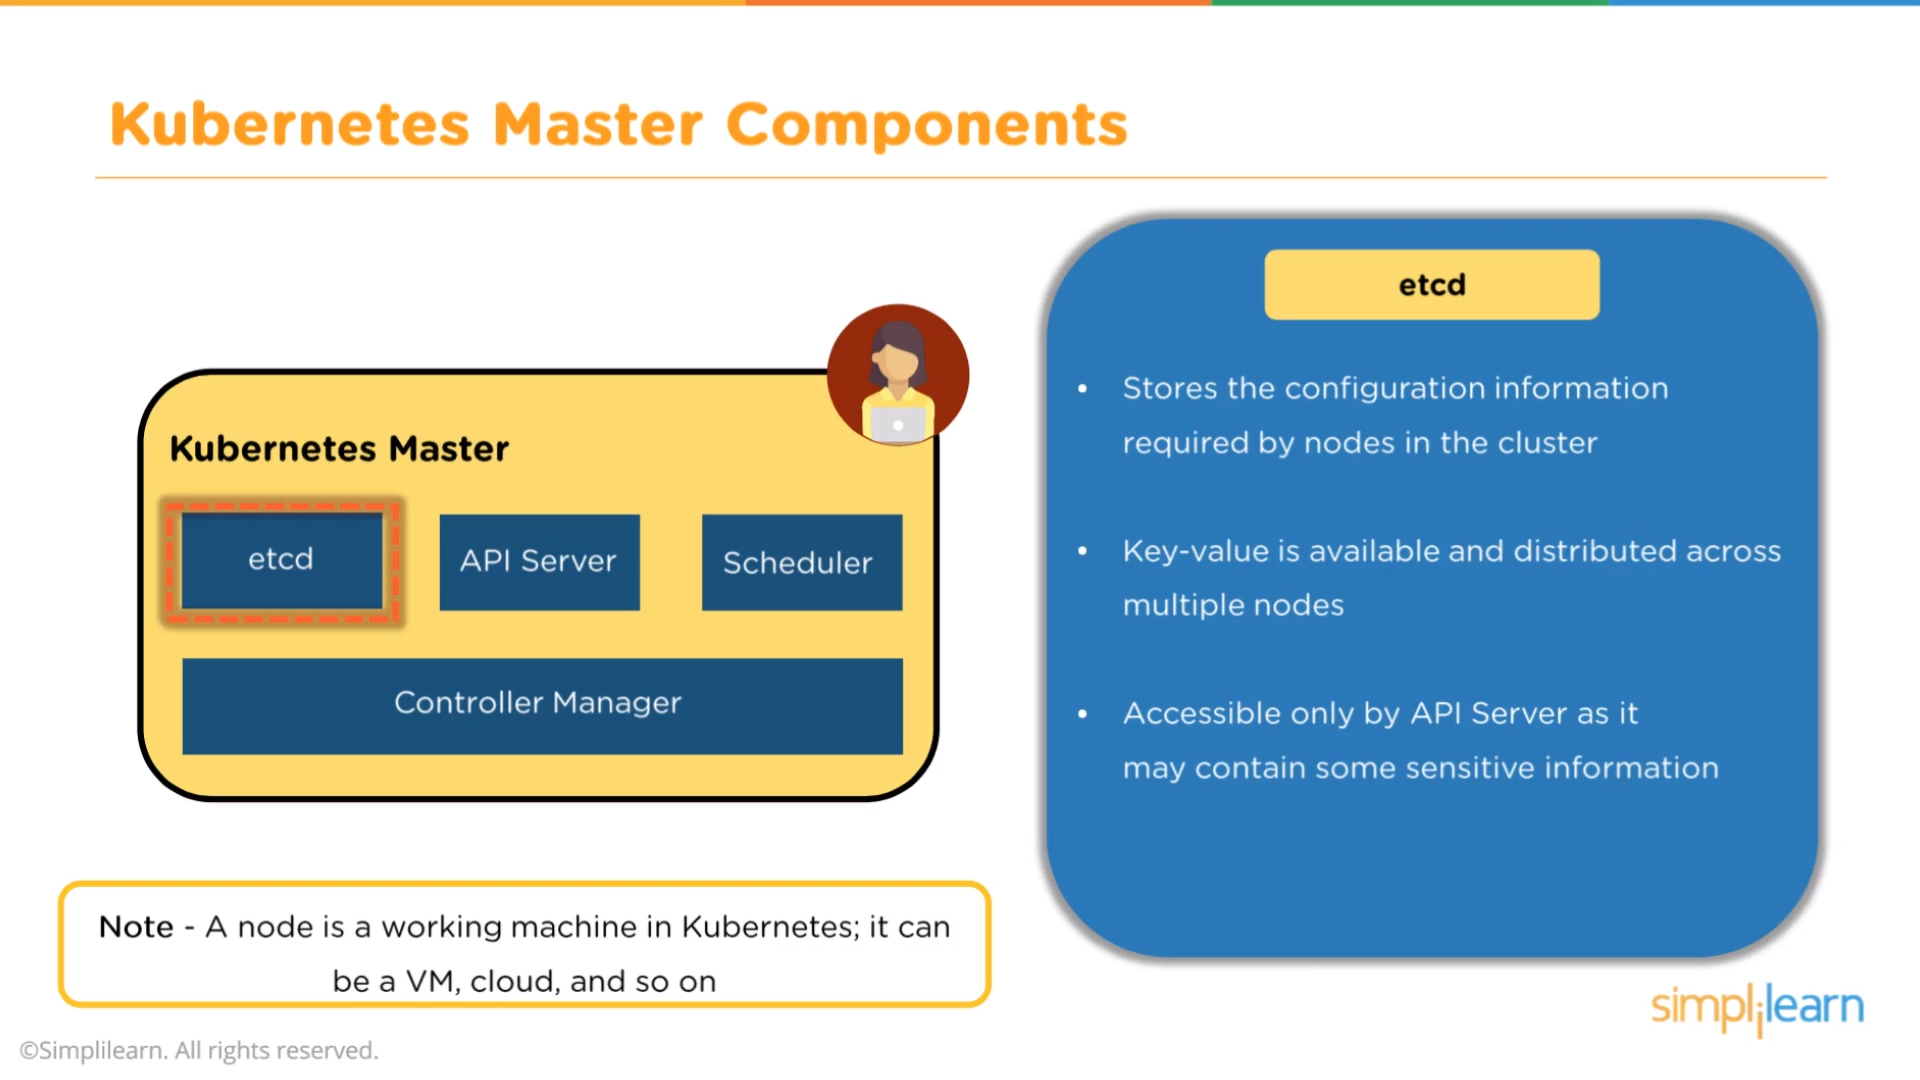 Kubernetes Master Components
Kubernetes Master
etcd
API Server
Scheduler
Controller Manager
Note - A node is a working machine in Kubernetes; it can
be a VM, cloud, and so on
etcd
• Stores the configuration information
required by nodes in the cluster
• Key-value is available and distributed across
multiple nodes
• Accessible only by API Server as it
may contain some sensitive information
simplilearn
©Simplilearn. All rights reserved.